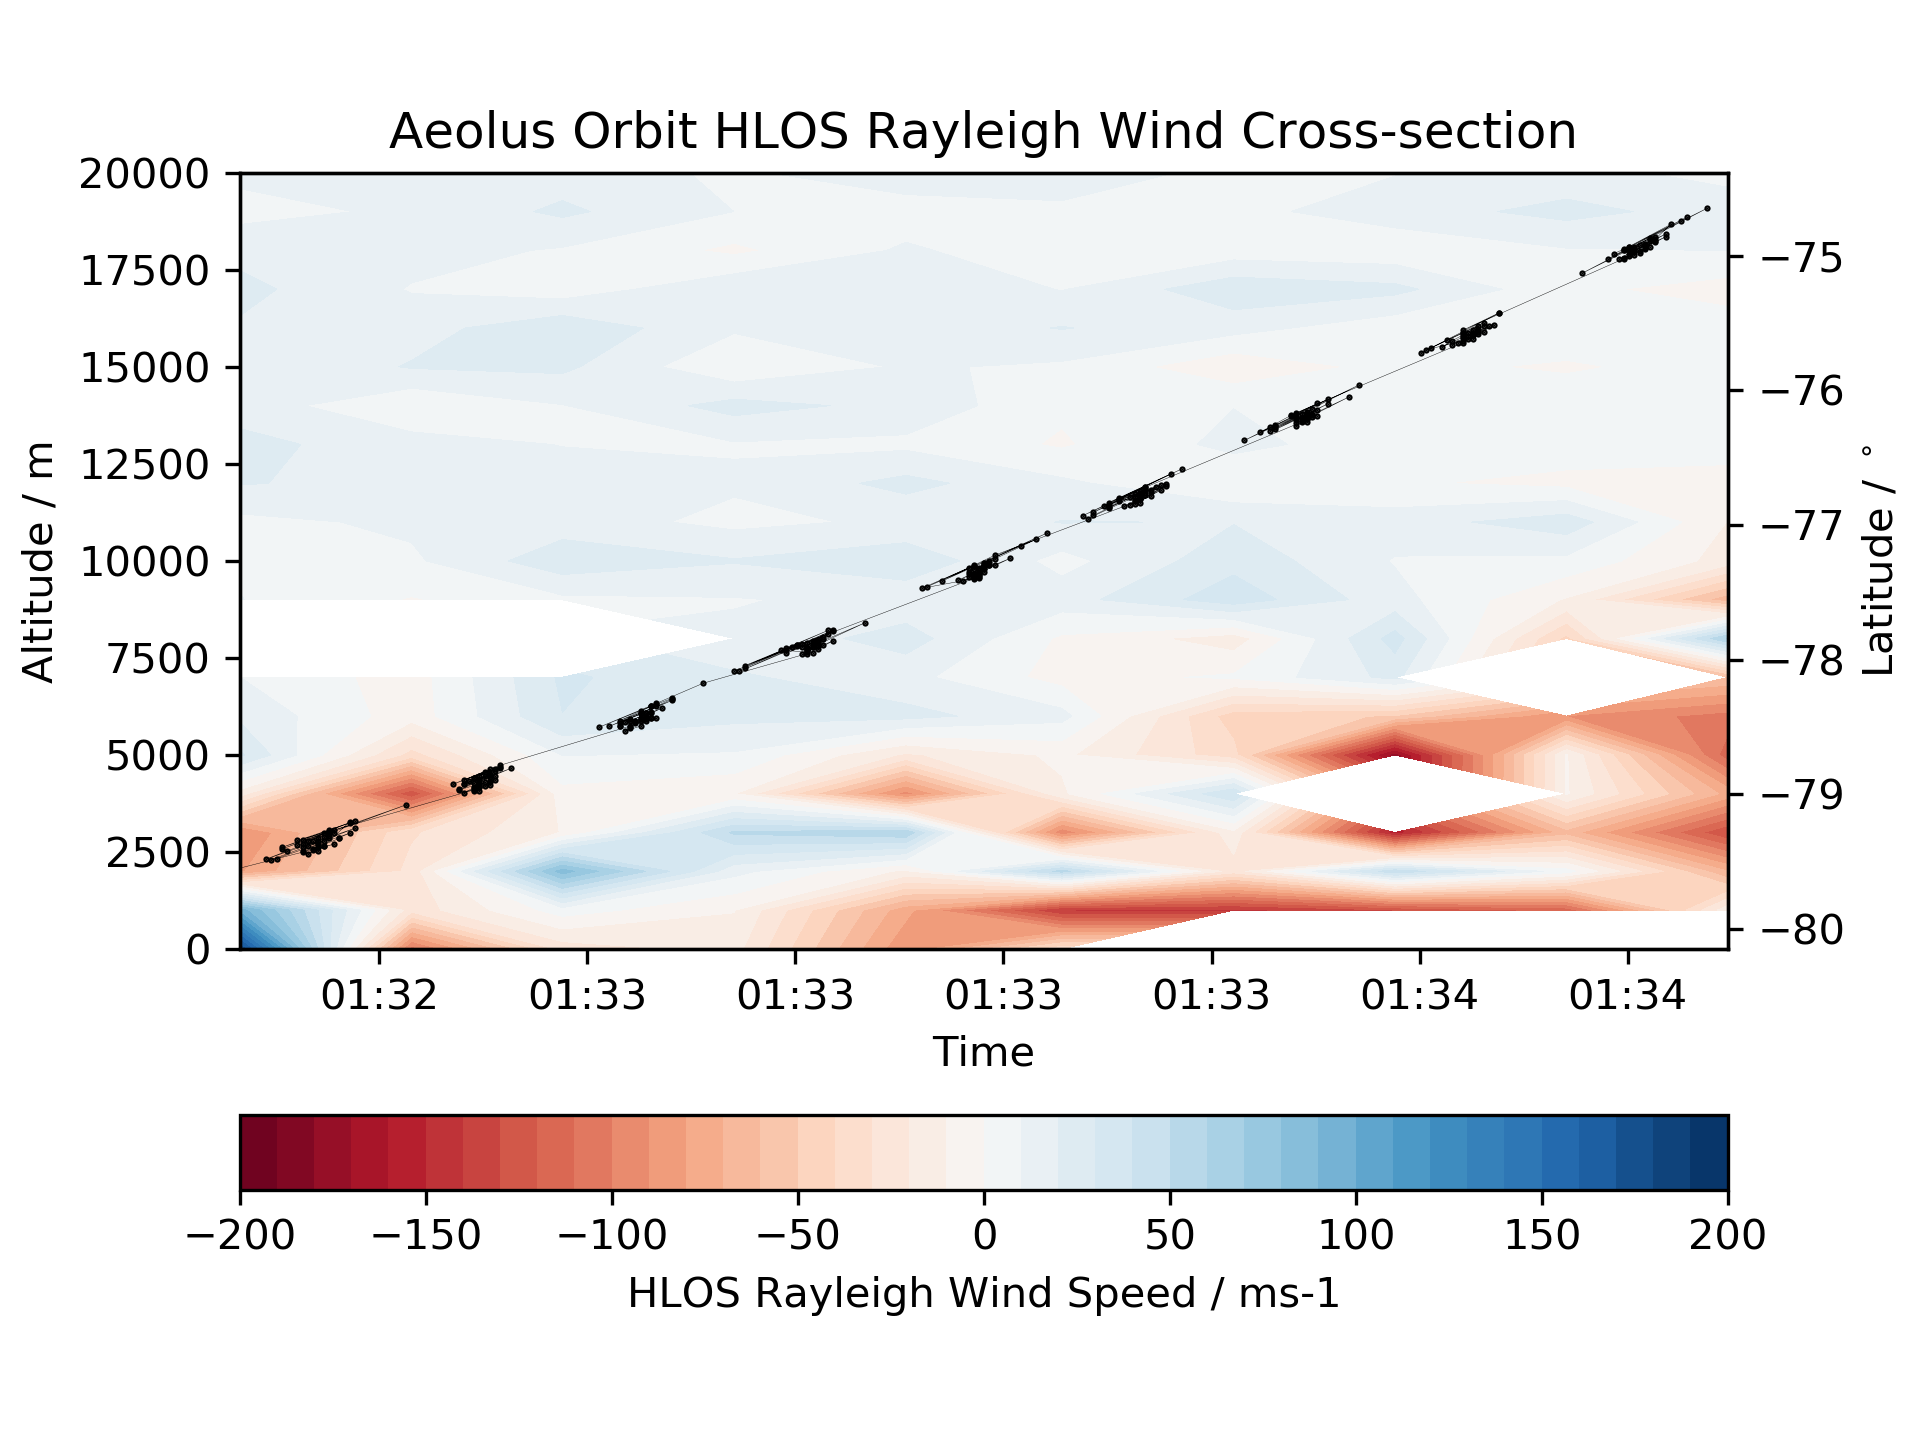 Aeolus Orbit HLOS Rayleigh Wind Cross-section
20000
17500
15000
12500
10000
7500
5000
2500
0
Altitude / m
−75
−76
−77
−78
−79
−80
Latitude / °
01:32 01:33 01:33 01:33 01:33 01:34 01:34
Time
−200 −150 −100 −50 0 50 100 150 200
HLOS Rayleigh Wind Speed / ms-1